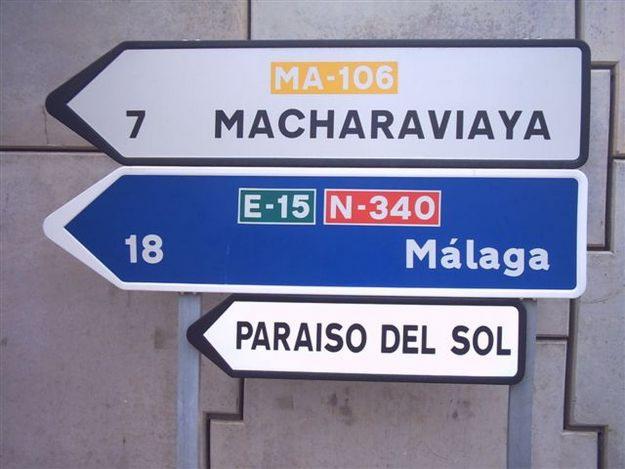 MA-106
7 MACHARAVIAYA
E-15 N-340
18 Málaga
PARAISO DEL SOL